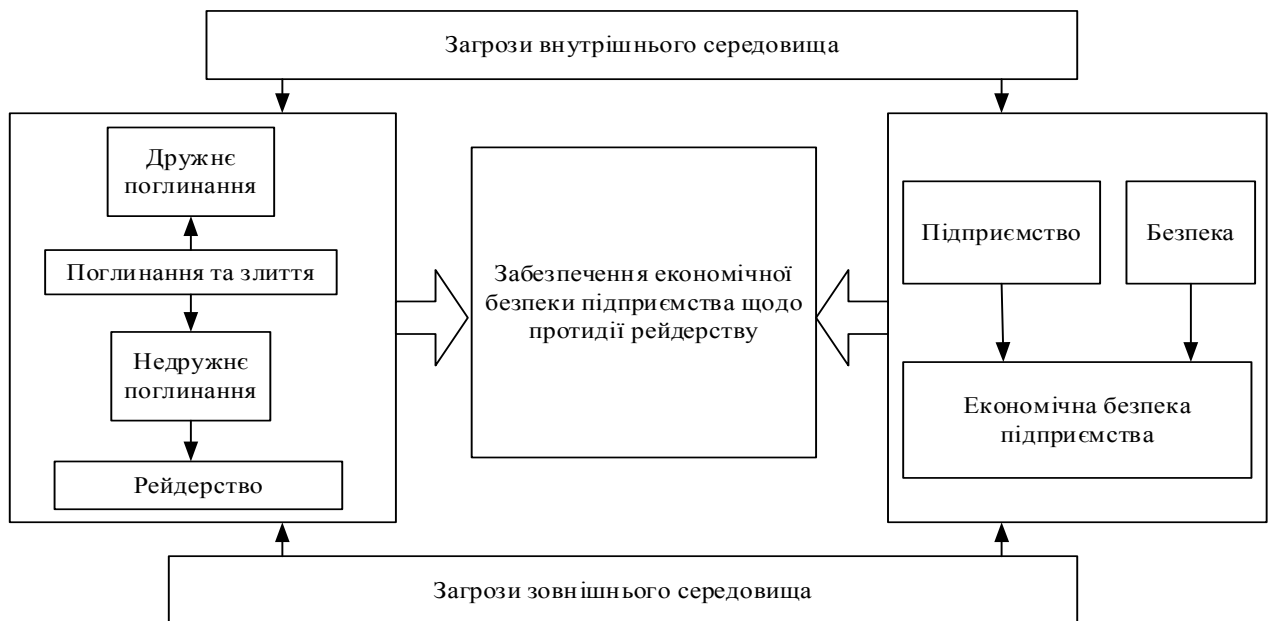 Загрози внутрішнього середовища
Дружнє
поглинання
Поглинання та злиття
Недружнє
поглинання
Рейдерство
Забезпечення економічної
безпеки підприємства щодо
протидії рейдерству
Підприємство
Безпека
Економічна безпека
підприємства
Загрози зовнішнього середовища